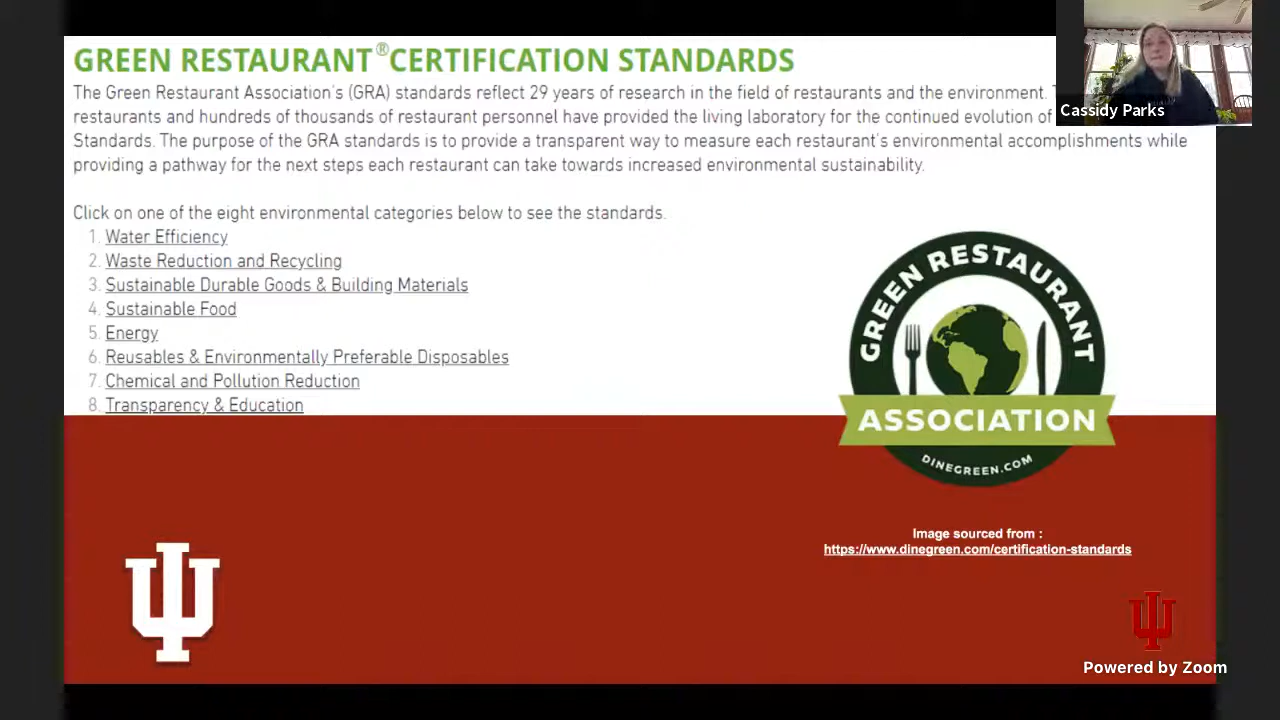 GREEN RESTAURANT®CERTIFICATION STANDARDS
The Green Restaurant Association's (GRA) standards reflect 29 years of research in the field of restaurants and the environment.
restaurants and hundreds of thousands of restaurant personnel have provided the living laboratory for the continued evolution of
Standards. The purpose of the GRA standards is to provide a transparent way to measure each restaurant's environmental accomplishments while
providing a pathway for the next steps each restaurant can take towards increased environmental sustainability.
Click on one of the eight environmental categories below to see the standards.
1. Water Efficiency
2. Waste Reduction and Recycling
3. Sustainable Durable Goods & Building Materials
4. Sustainable Food
5. Energy
6. Reusables & Environmentally Preferable Disposables
7. Chemical and Pollution Reduction
8. Transparency & Education
GREEN RESTAURANT
ASSOCIATION
DINEGREEN.COM
Image sourced from :
https://www.dinegreen.com/certification-standards
Cassidy Parks
Powered by Zoom